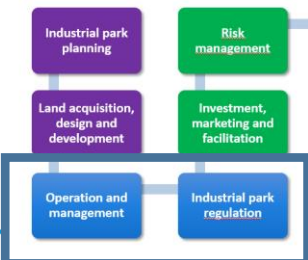 Industrial park
planning
Risk
management
Land acquisition,
design and
development
Investment,
marketing and
facilitation
Operation and
management
Industrial park
regulation